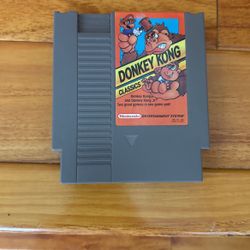 DONKEY KONG
CLASSICS
Donkey Kong
and Donkey Kong Jr.
Two great games in one game pak!
Nintendo ENTERTAINMENT SYSTEM